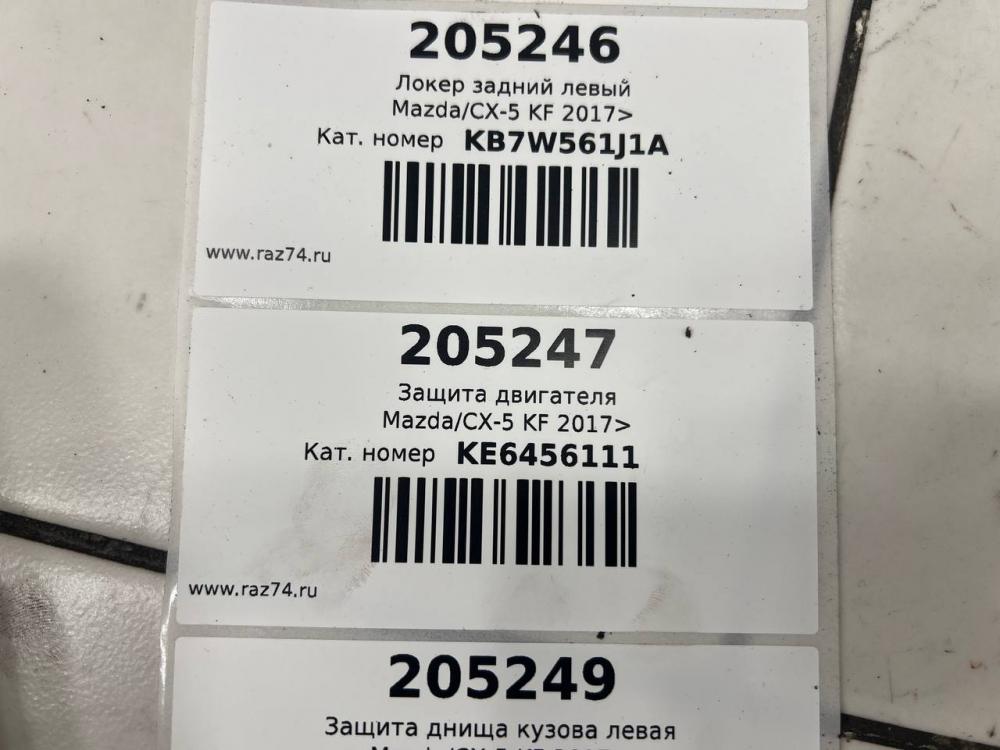 205246
Локер задний левый
Mazda/CX-5 KF 2017>
Кат. номер KB7W561J1A
www.raz74.ru
205247
Защита двигателя
Mazda/CX-5 KF 2017>
Кат. номер KE6456111
www.raz74.ru
205249
Защита днища кузова левая